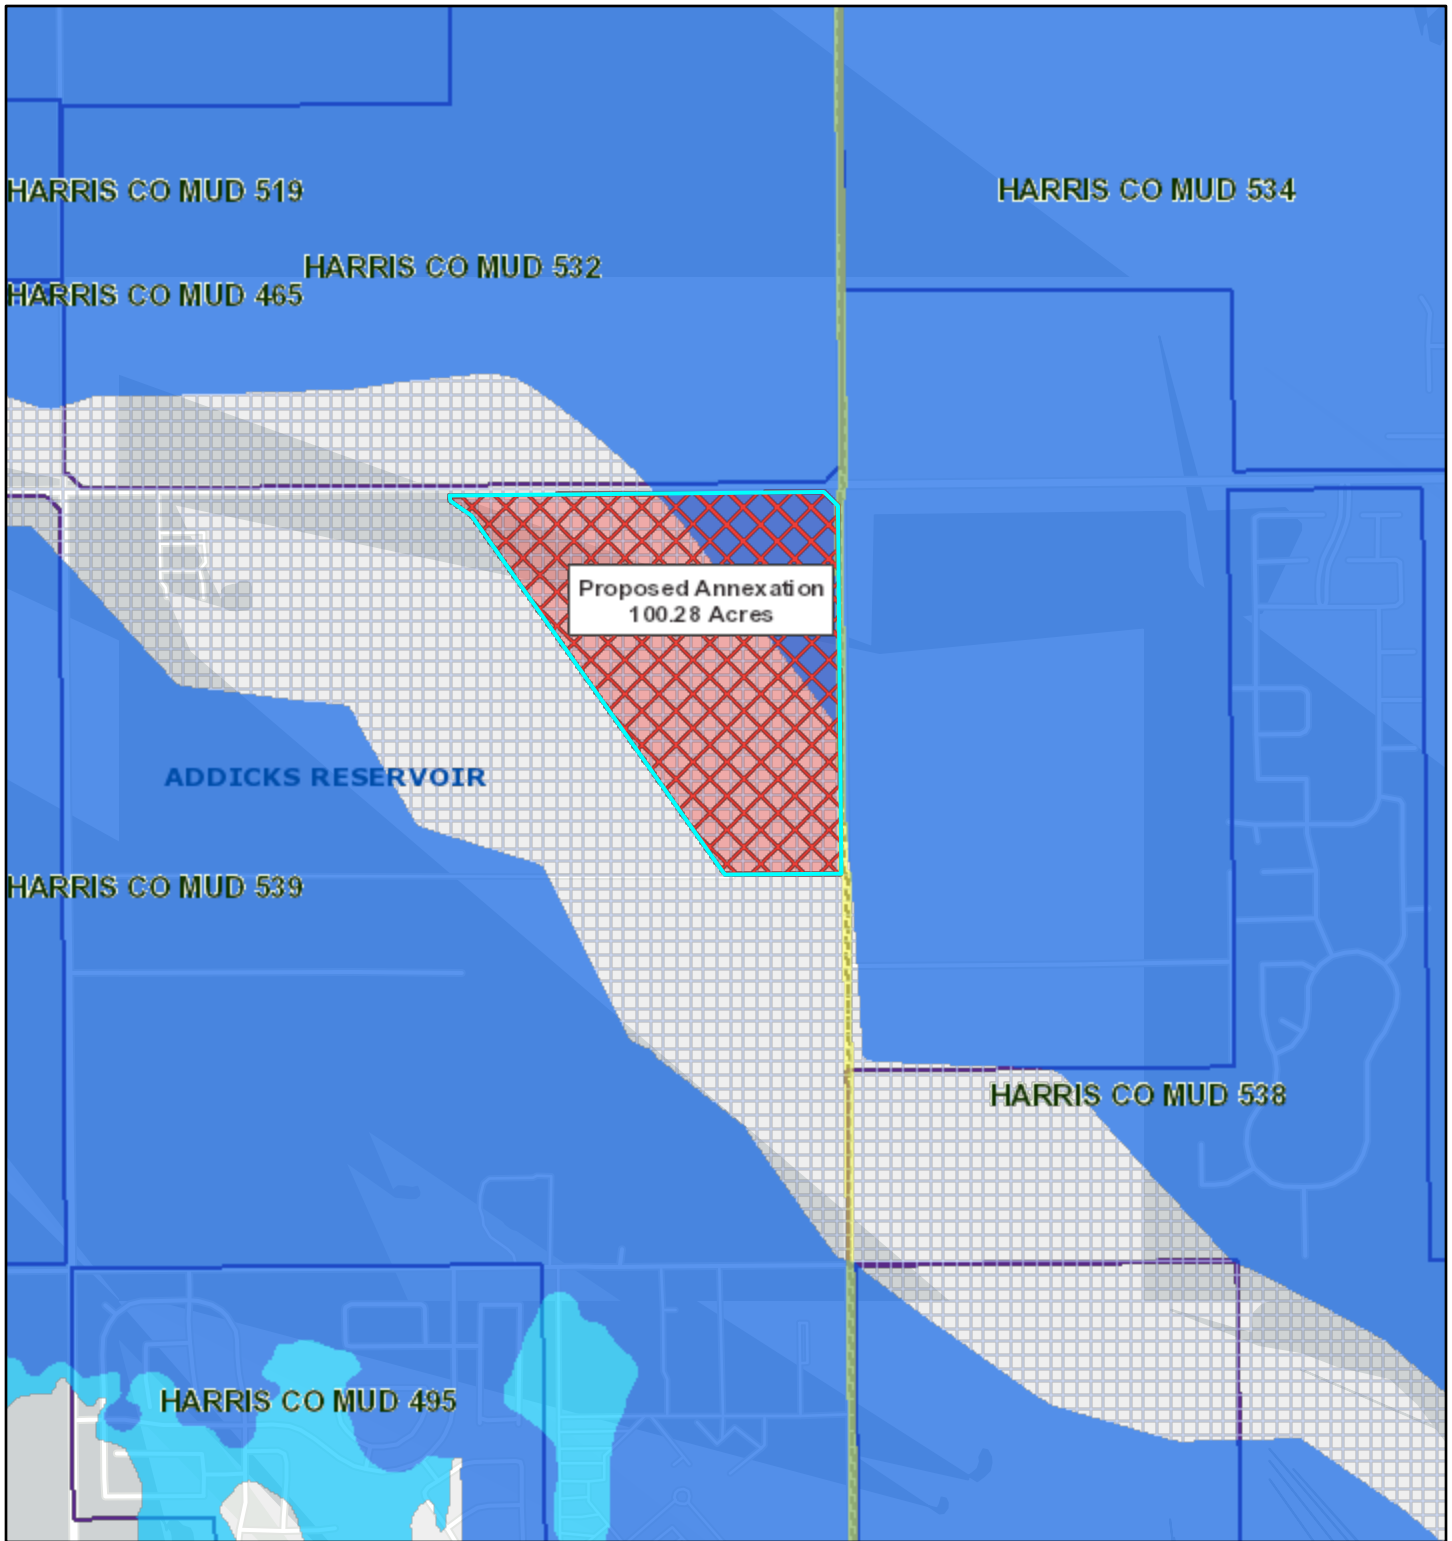 HARRIS CO MUD 519
HARRIS CO MUD 534
HARRIS CO MUD 532
HARRIS CO MUD 465
Proposed Annexation
100.28 Acres
ADDICKS RESERVOIR
HARRIS CO MUD 539
HARRIS CO MUD 538
HARRIS CO MUD 495